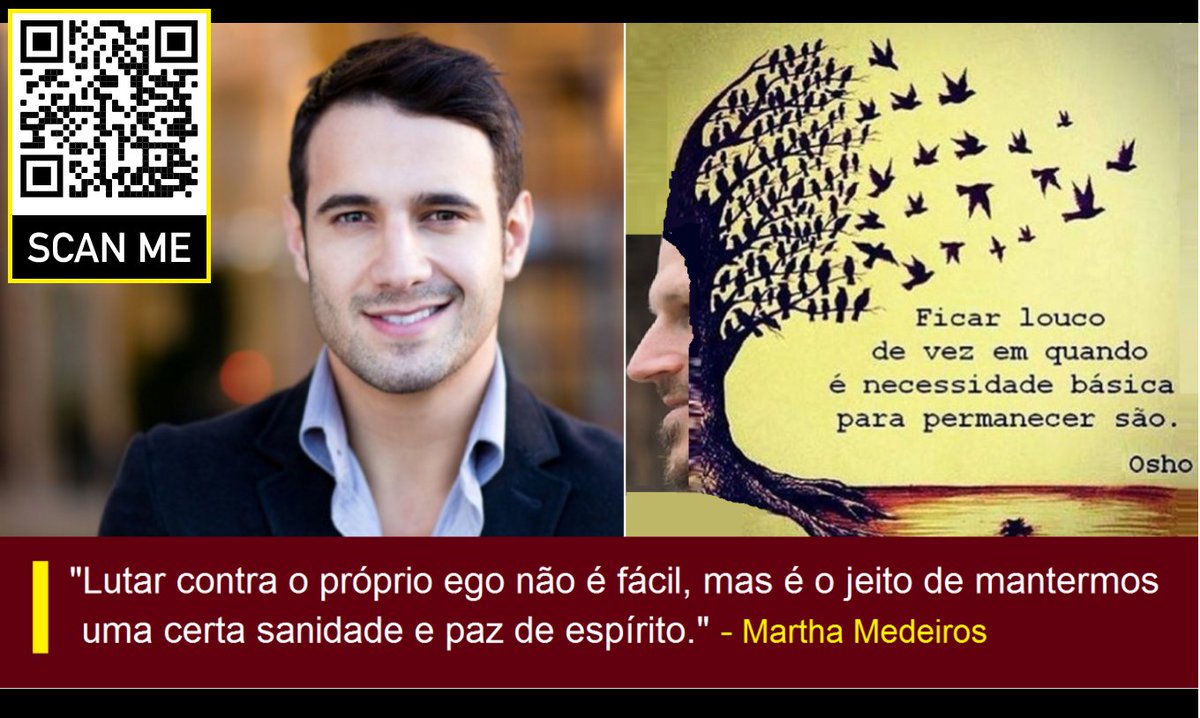 SCAN ME
Ficar louco
de vez em quando
é necessidade básica
para permanecer são.
Osho
"Lutar contra o próprio ego não é fácil, mas é o jeito de mantermos
uma certa sanidade e paz de espírito." - Martha Medeiros